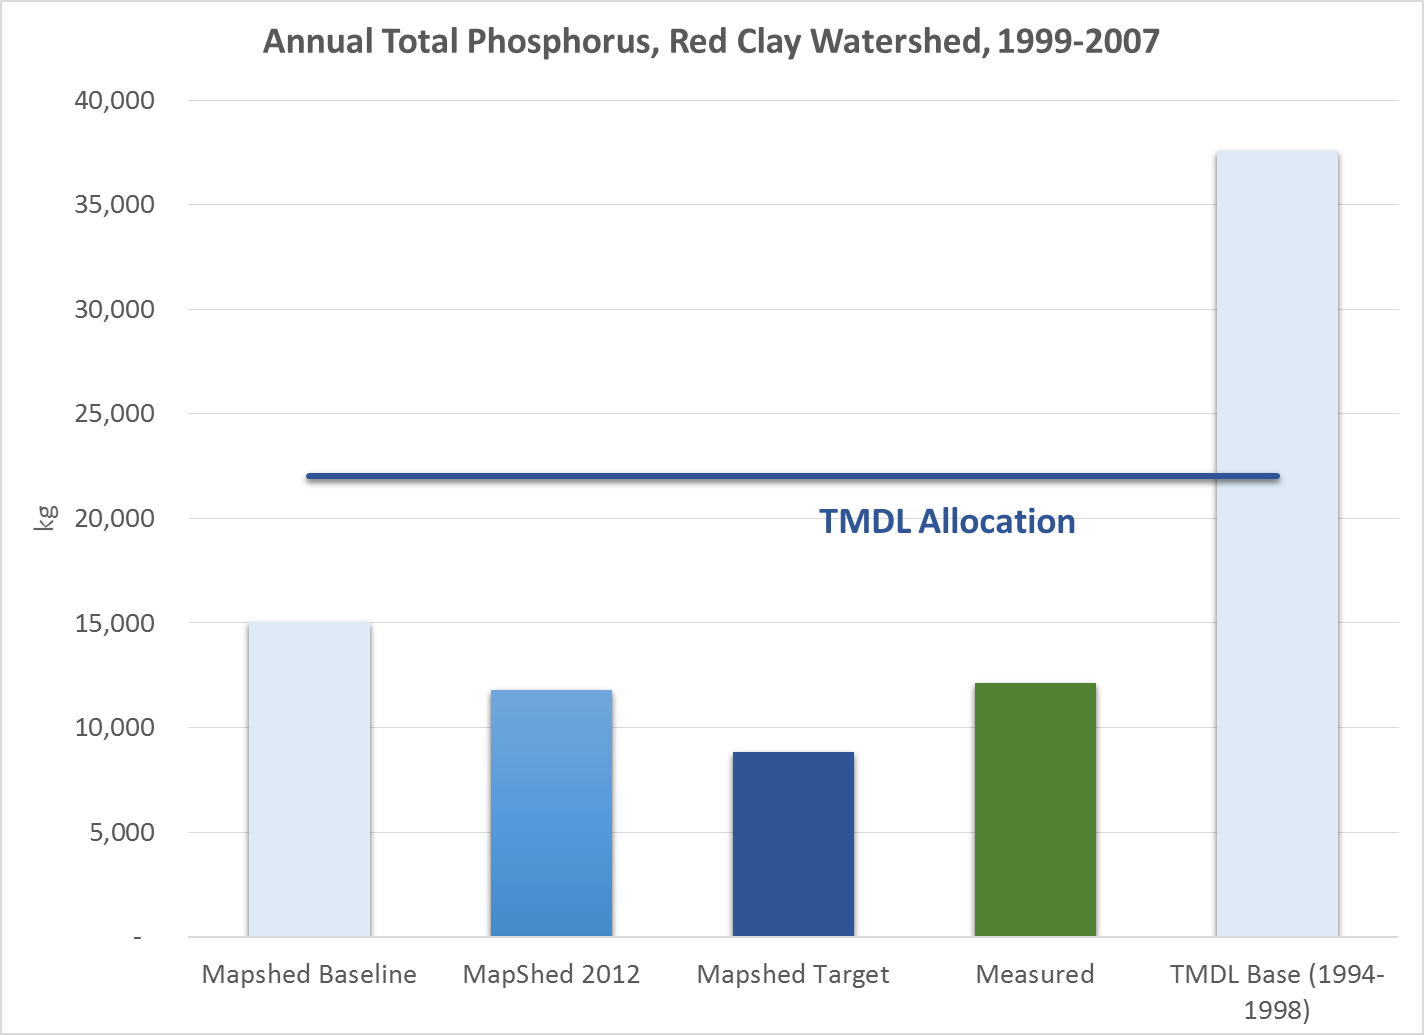 Annual Total Phosphorus, Red Clay Watershed, 1999-2007
40,000
35,000
30,000
25,000
20,000
15,000
10,000
5,000
-
kg
TMDL Allocation
Mapshed Baseline
MapShed 2012
Mapshed Target
Measured
TMDL Base (1994-
1998)